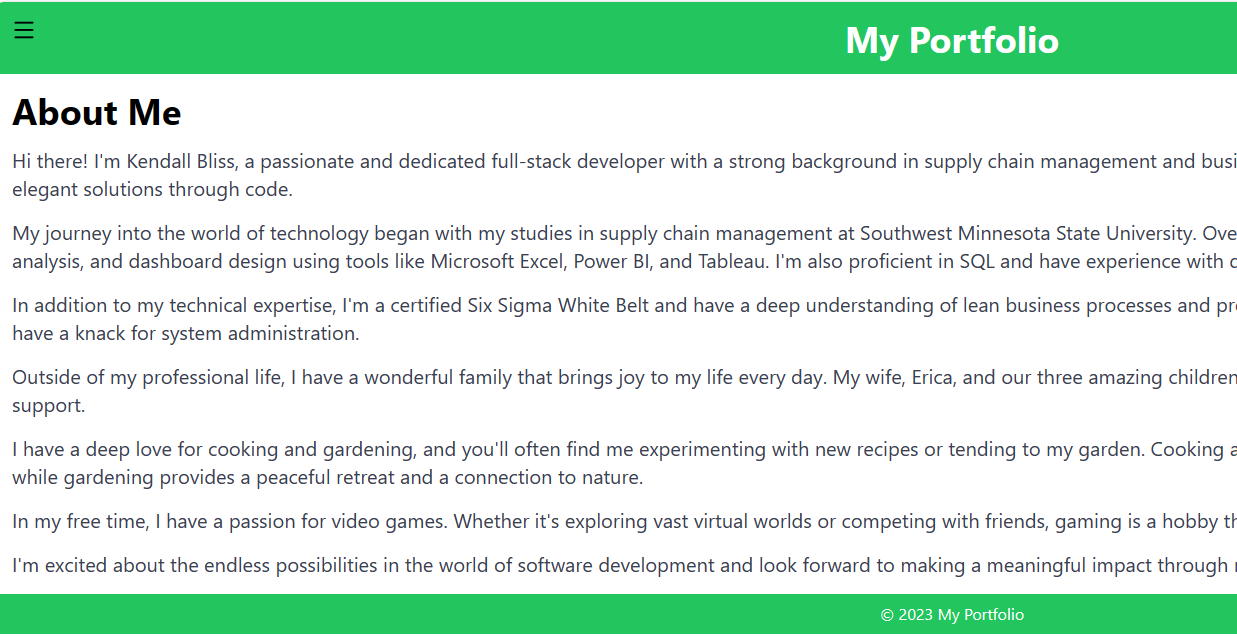 My Portfolio
About Me
Hi there! I'm Kendall Bliss, a passionate and dedicated full-stack developer with a strong background in supply chain management and busi
elegant solutions through code.
My journey into the world of technology began with my studies in supply chain management at Southwest Minnesota State University. Ove
analysis, and dashboard design using tools like Microsoft Excel, Power BI, and Tableau. I'm also proficient in SQL and have experience with
In addition to my technical expertise, I'm a certified Six Sigma White Belt and have a deep understanding of lean business processes and pr
have a knack for system administration.
Outside of my professional life, I have a wonderful family that brings joy to my life every day. My wife, Erica, and our three amazing children
support.
I have a deep love for cooking and gardening, and you'll often find me experimenting with new recipes or tending to my garden. Cooking a
while gardening provides a peaceful retreat and a connection to nature.
In my free time, I have a passion for video games. Whether it's exploring vast virtual worlds or competing with friends, gaming is a hobby th
I'm excited about the endless possibilities in the world of software development and look forward to making a meaningful impact through
© 2023 My Portfolio